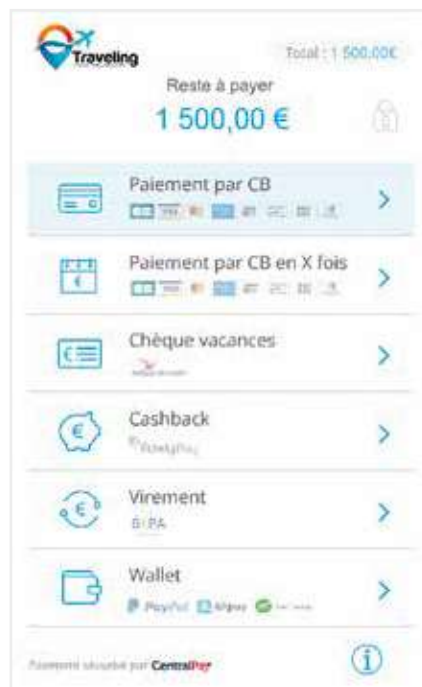 Traveling
Total : 1 500,00€
Reste à payer
1 500,00 €
Paiement par CB
Paiement par CB en X fois
Chèque vacances
Cashback
Virement
Wallet
PayPal Alipay
Paiement sécurisé par CentralPay